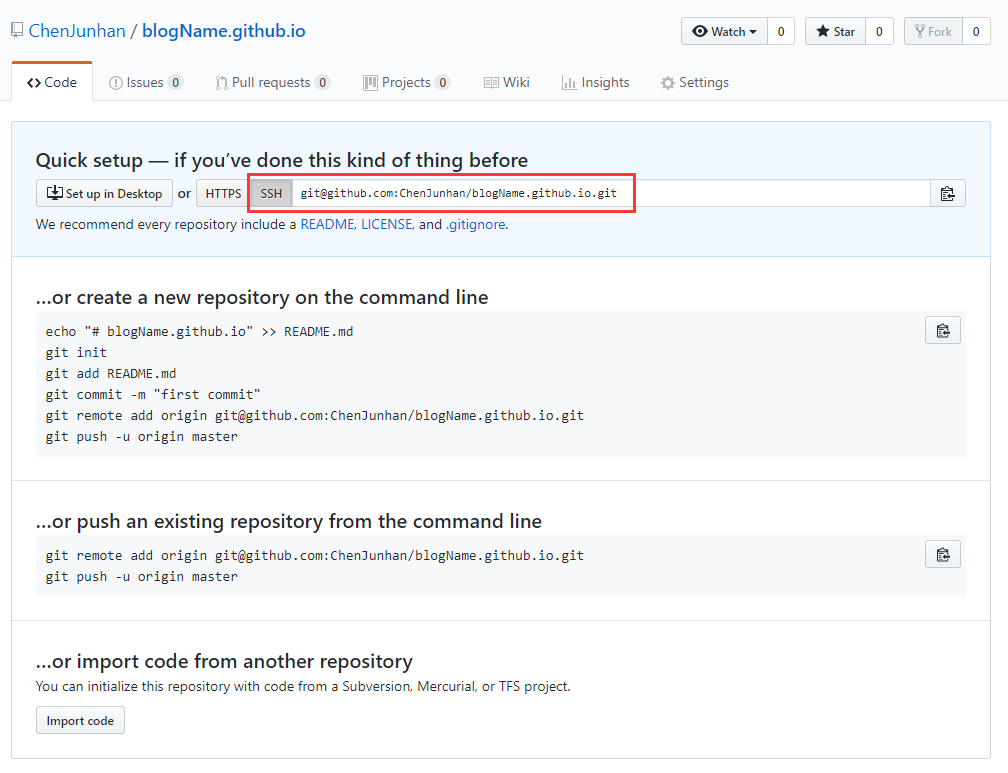 ChenJunhan / blogName.github.io
Watch 0 Star 0 Fork 0
Code Issues 0 Pull requests 0 Projects 0 Wiki Insights Settings
Quick setup — if you’ve done this kind of thing before
Set up in Desktop or HTTPS SSH git@github.com:ChenJunhan/blogName.github.io.git
We recommend every repository include a README, LICENSE, and .gitignore.
…or create a new repository on the command line
echo "# blogName.github.io" >> README.md
git init
git add README.md
git commit -m "first commit"
git remote add origin git@github.com:ChenJunhan/blogName.github.io.git
git push -u origin master
…or push an existing repository from the command line
git remote add origin git@github.com:ChenJunhan/blogName.github.io.git
git push -u origin master
…or import code from another repository
You can initialize this repository with code from a Subversion, Mercurial, or TFS project.
Import code